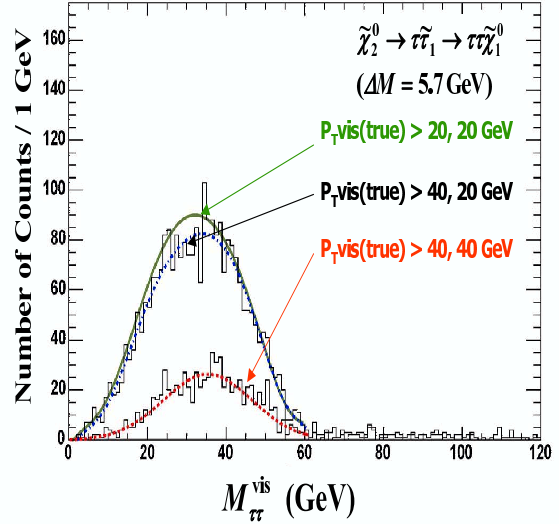 χ̃⁰₂ → ττ̃₁ → ττχ̃⁰₁
(ΔM = 5.7 GeV)
P_Tvis(true) > 20, 20 GeV
P_Tvis(true) > 40, 20 GeV
P_Tvis(true) > 40, 40 GeV
Number of Counts / 1 GeV
160
140
120
100
80
60
40
20
0
0 20 40 60 80 100 120
M_ττ^vis (GeV)